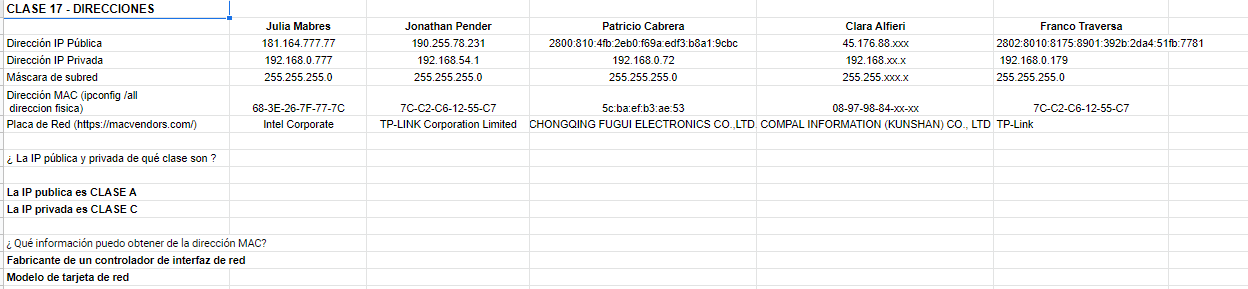 CLASE 17 - DIRECCIONES
Julia Mabres Jonathan Pender Patricio Cabrera Clara Alfieri Franco Traversa
Dirección IP Pública 181.164.777.77 190.255.78.231 2800:810:4fb:2eb0:f69a:edf3:b8a1:9cbc 45.176.88.xxx 2802:8010:8175:8901:392b:2da4:51fb:7781
Dirección IP Privada 192.168.0.777 192.168.54.1 192.168.0.72 192.168.xx.x 192.168.0.179
Máscara de subred 255.255.255.0 255.255.255.0 255.255.255.0 255.255.xxx.x 255.255.255.0
Dirección MAC (ipconfig /all
direccion fisica) 68-3E-26-7F-77-7C 7C-C2-C6-12-55-C7 5c:ba:ef:b3:ae:53 08-97-98-84-xx-xx 7C-C2-C6-12-55-C7
Placa de Red (https://macvendors.com/) Intel Corporate TP-LINK Corporation Limited CHONGQING FUGUI ELECTRONICS CO.,LTD. COMPAL INFORMATION (KUNSHAN) CO., LTD TP-Link
¿ La IP pública y privada de qué clase son ?
La IP publica es CLASE A
La IP privada es CLASE C
¿ Qué información puedo obtener de la dirección MAC?
Fabricante de un controlador de interfaz de red
Modelo de tarjeta de red